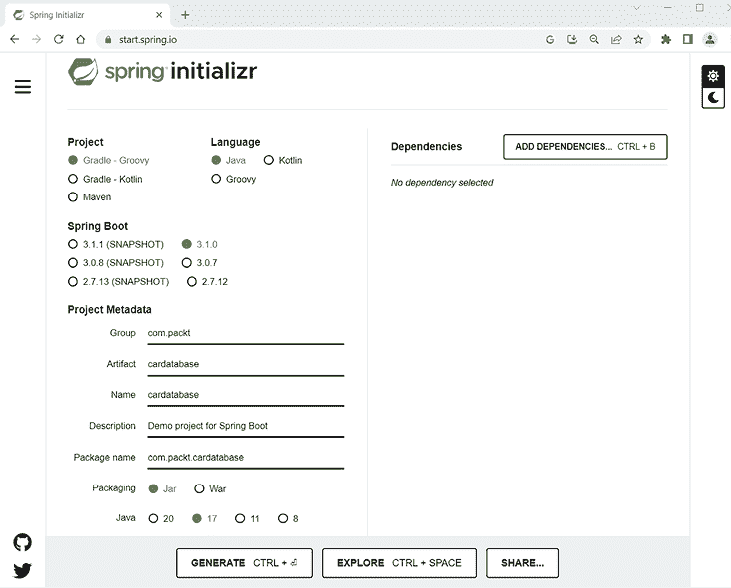 Spring Initializr
start.spring.io
spring initializr
Project
Gradle - Groovy
Gradle - Kotlin
Maven
Language
Java Kotlin
Groovy
Spring Boot
3.1.1 (SNAPSHOT) 3.1.0
3.0.8 (SNAPSHOT) 3.0.7
2.7.13 (SNAPSHOT) 2.7.12
Project Metadata
Group com.packt
Artifact cardatabase
Name cardatabase
Description Demo project for Spring Boot
Package name com.packt.cardatabase
Packaging Jar War
Java 20 17 11 8
Dependencies
ADD DEPENDENCIES... CTRL + B
No dependency selected
GENERATE CTRL + ⏎
EXPLORE CTRL + SPACE
SHARE...